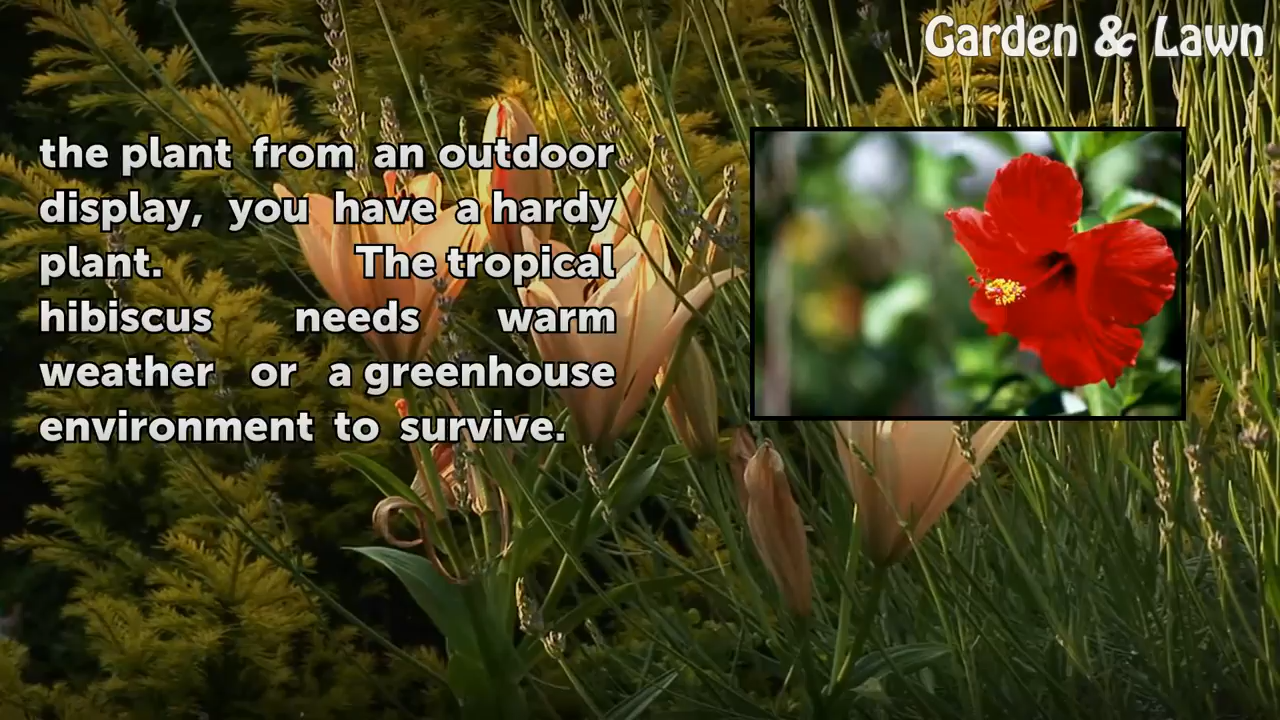 Garden & Lawn
the plant from an outdoor
display, you have a hardy
plant. The tropical
hibiscus needs warm
weather or a greenhouse
environment to survive.